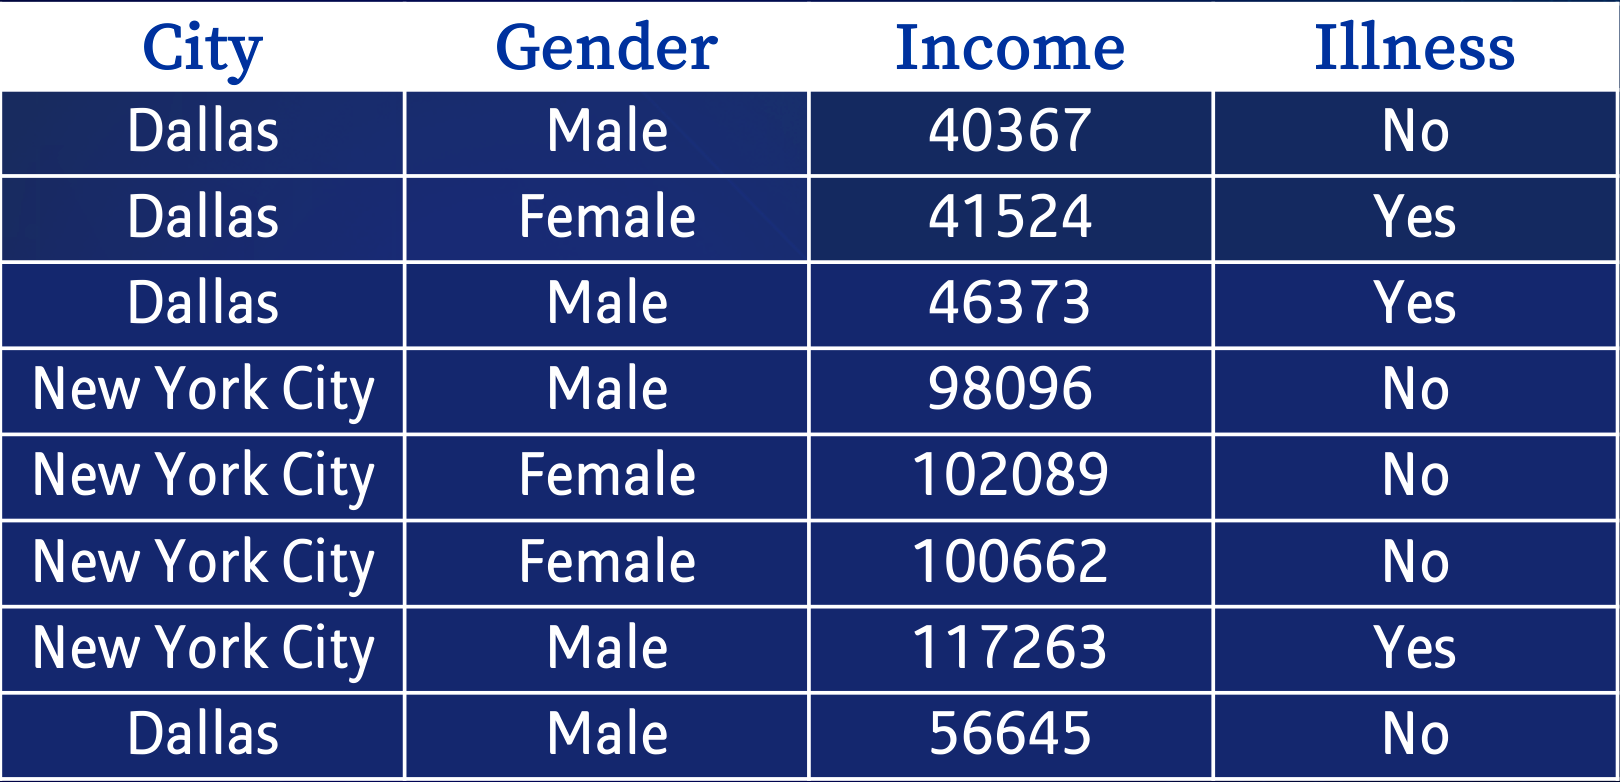 City Gender Income Illness
Dallas Male 40367 No
Dallas Female 41524 Yes
Dallas Male 46373 Yes
New York City Male 98096 No
New York City Female 102089 No
New York City Female 100662 No
New York City Male 117263 Yes
Dallas Male 56645 No